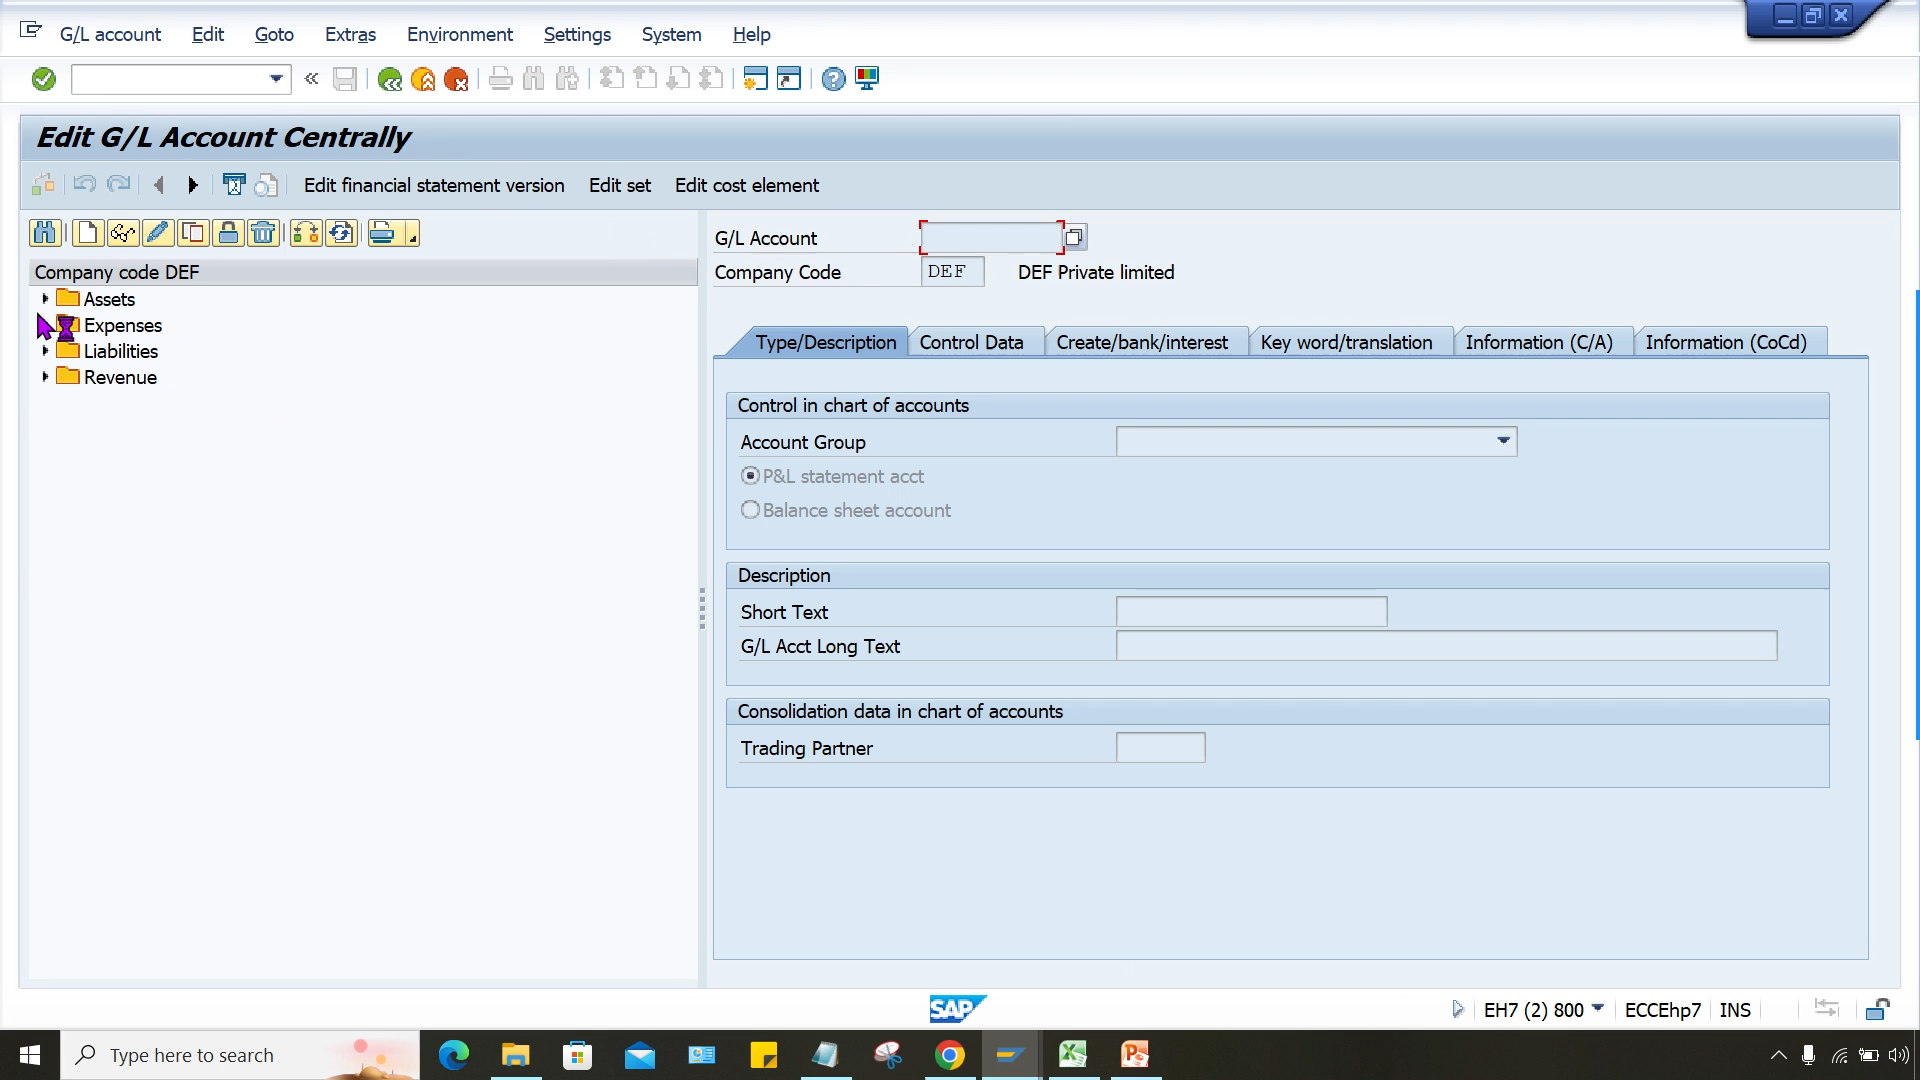 G/L account Edit Goto Extras Environment Settings System Help
Edit G/L Account Centrally
Edit financial statement version Edit set Edit cost element
Company code DEF
Assets
Expenses
Liabilities
Revenue
G/L Account
Company Code DEF DEF Private limited
Type/Description Control Data Create/bank/interest Key word/translation Information (C/A) Information (CoCd)
Control in chart of accounts
Account Group
P&L statement acct
Balance sheet account
Description
Short Text
G/L Acct Long Text
Consolidation data in chart of accounts
Trading Partner
SAP EH7 (2) 800 ECCEhp7 INS
Type here to search